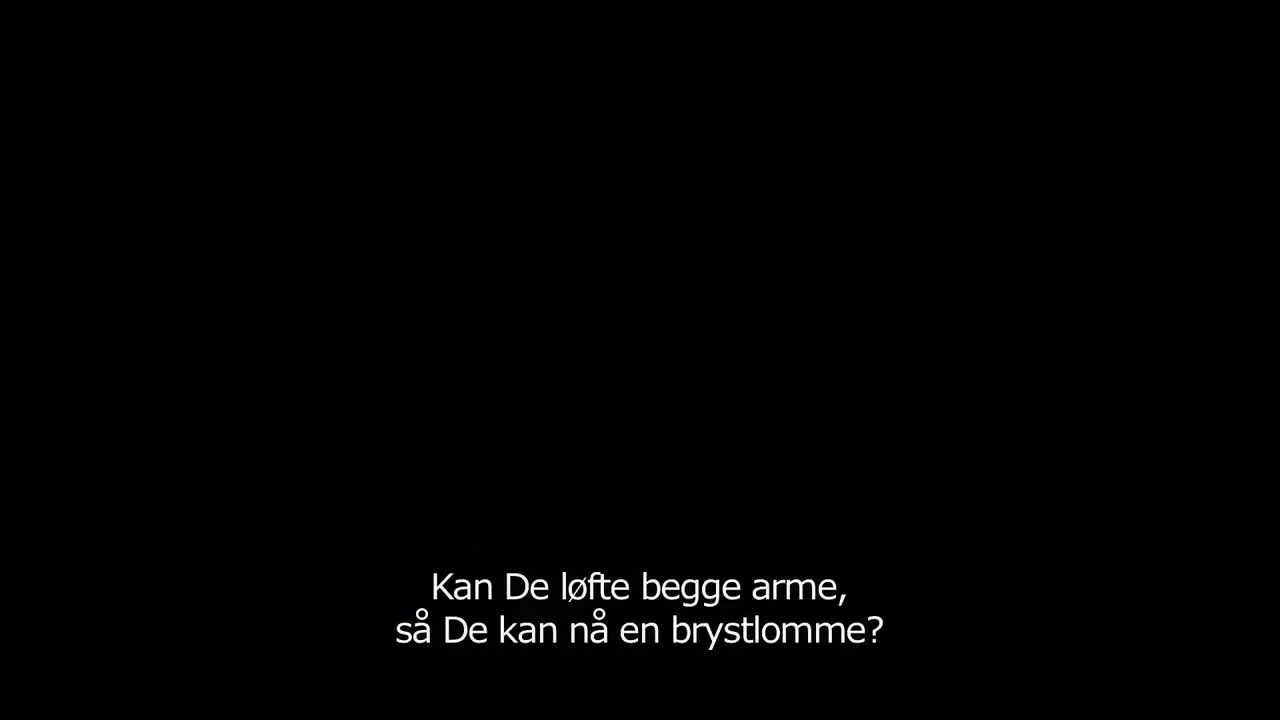 Kan De løfte begge arme,
så De kan nå en brystlomme?